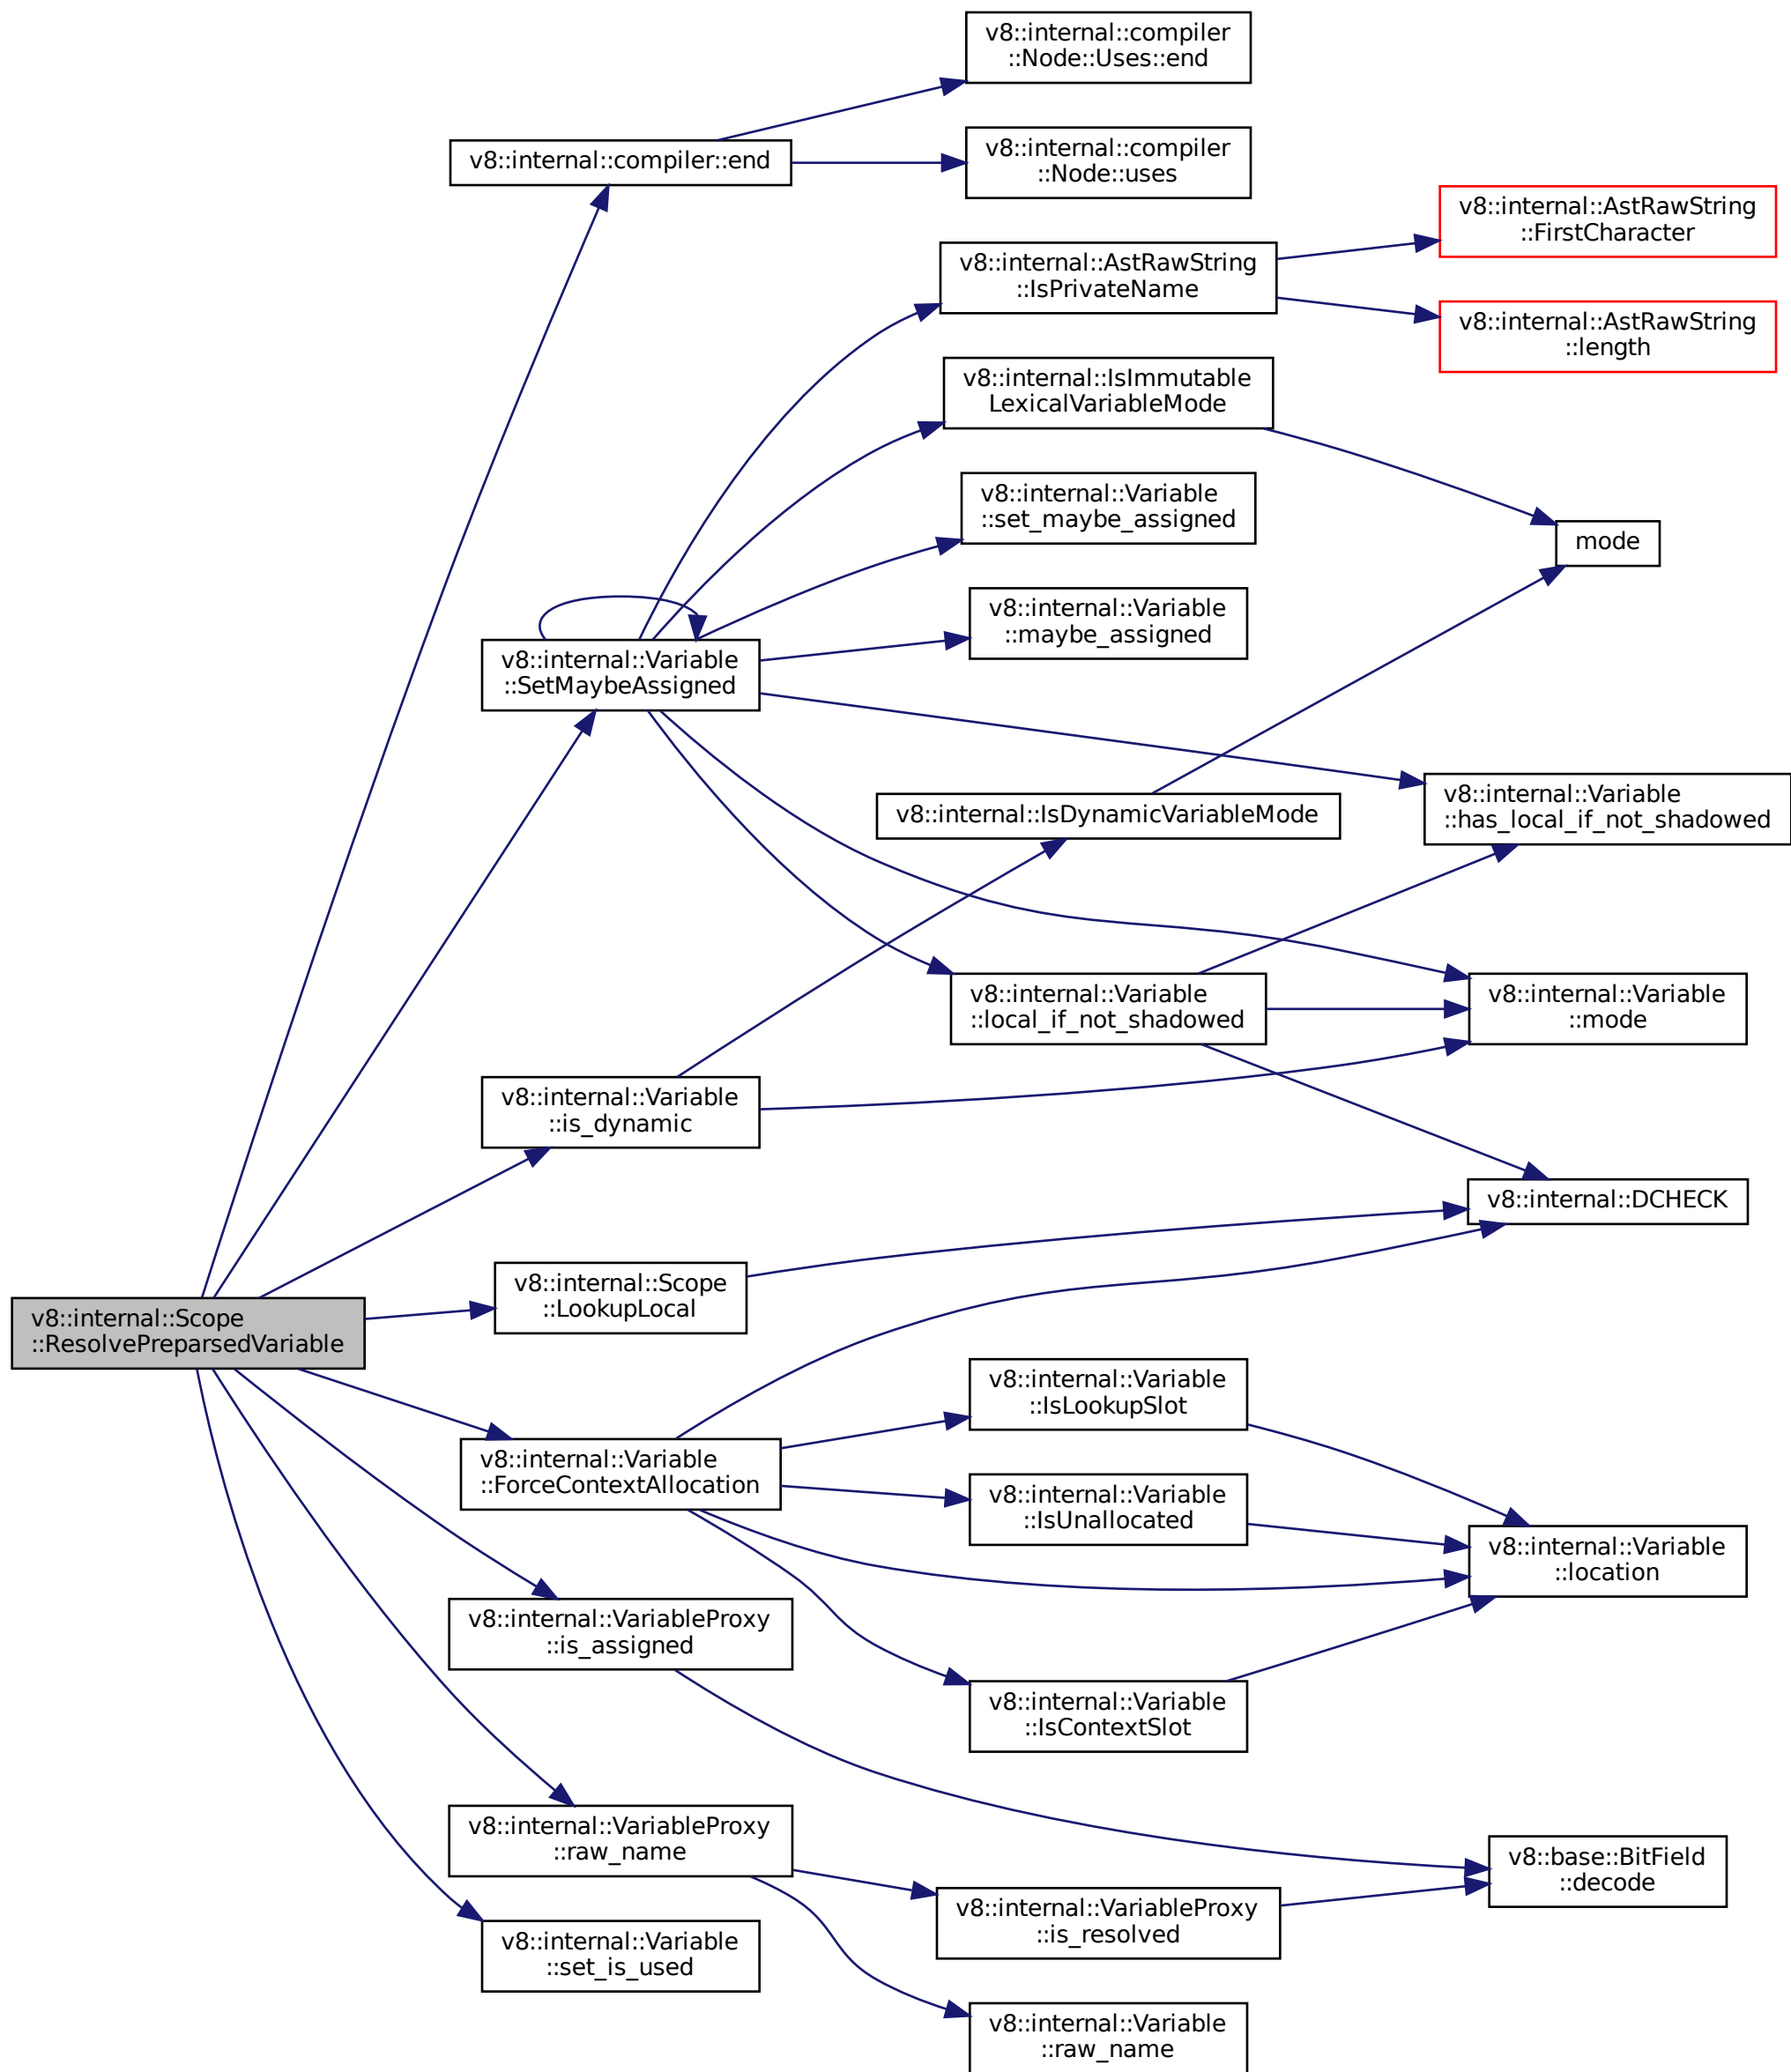 v8::internal::compiler
::Node::Uses::end
v8::internal::compiler::end
v8::internal::compiler
::Node::uses
v8::internal::AstRawString
::FirstCharacter
v8::internal::AstRawString
::IsPrivateName
v8::internal::AstRawString
::length
v8::internal::IsImmutable
LexicalVariableMode
v8::internal::Variable
::set_maybe_assigned
mode
v8::internal::Variable
::maybe_assigned
v8::internal::Variable
::SetMaybeAssigned
v8::internal::IsDynamicVariableMode
v8::internal::Variable
::has_local_if_not_shadowed
v8::internal::Variable
::local_if_not_shadowed
v8::internal::Variable
::mode
v8::internal::Variable
::is_dynamic
v8::internal::DCHECK
v8::internal::Scope
::LookupLocal
v8::internal::Scope
::ResolvePreparsedVariable
v8::internal::Variable
::IsLookupSlot
v8::internal::Variable
::ForceContextAllocation
v8::internal::Variable
::IsUnallocated
v8::internal::Variable
::location
v8::internal::VariableProxy
::is_assigned
v8::internal::Variable
::IsContextSlot
v8::internal::VariableProxy
::raw_name
v8::base::BitField
::decode
v8::internal::VariableProxy
::is_resolved
v8::internal::Variable
::set_is_used
v8::internal::Variable
::raw_name